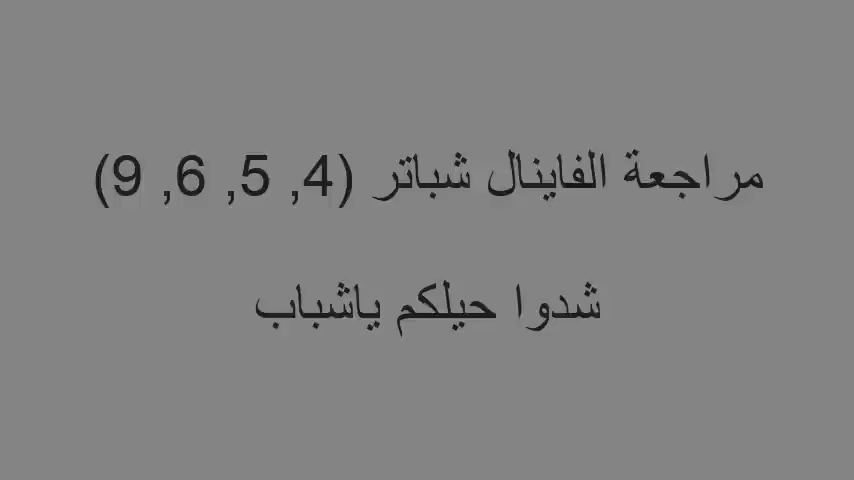 مراجعة الفاينال شباتر (4, 5, 6, 9)
شدوا حيلكم ياشباب